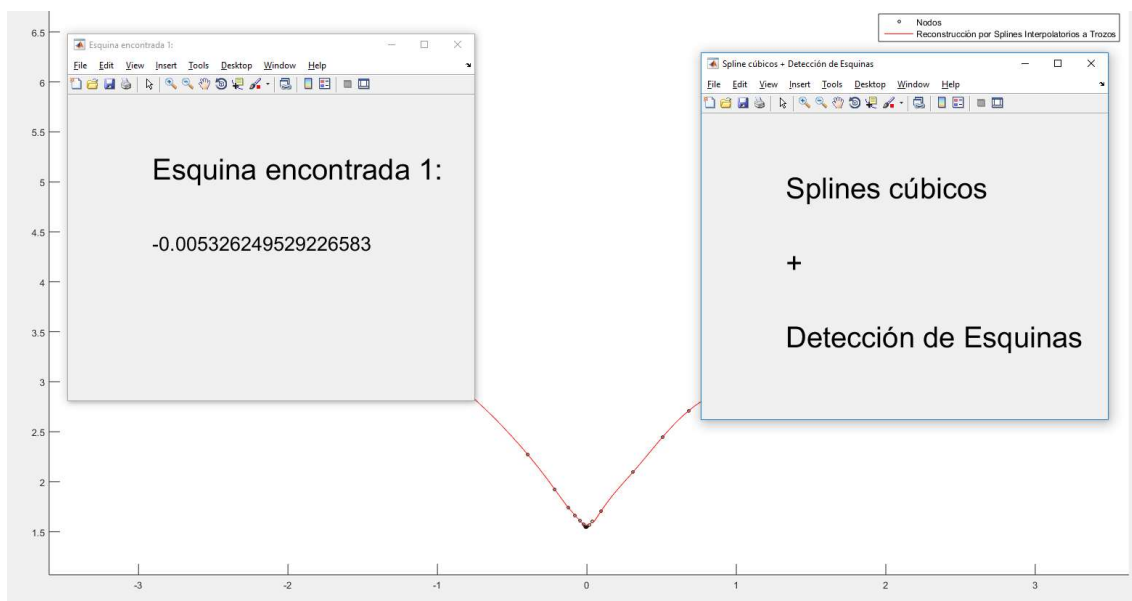 Nodos
Reconstrucción por Splines Interpolatorios a Trozos
Esquina encontrada 1:
File Edit View Insert Tools Desktop Window Help
Esquina encontrada 1:
-0.005326249529226583
Spline cúbicos + Detección de Esquinas
File Edit View Insert Tools Desktop Window Help
Splines cúbicos
+
Detección de Esquinas
6.5
6
5.5
5
4.5
4
3.5
3
2.5
2
1.5
-3 -2 -1 0 1 2 3